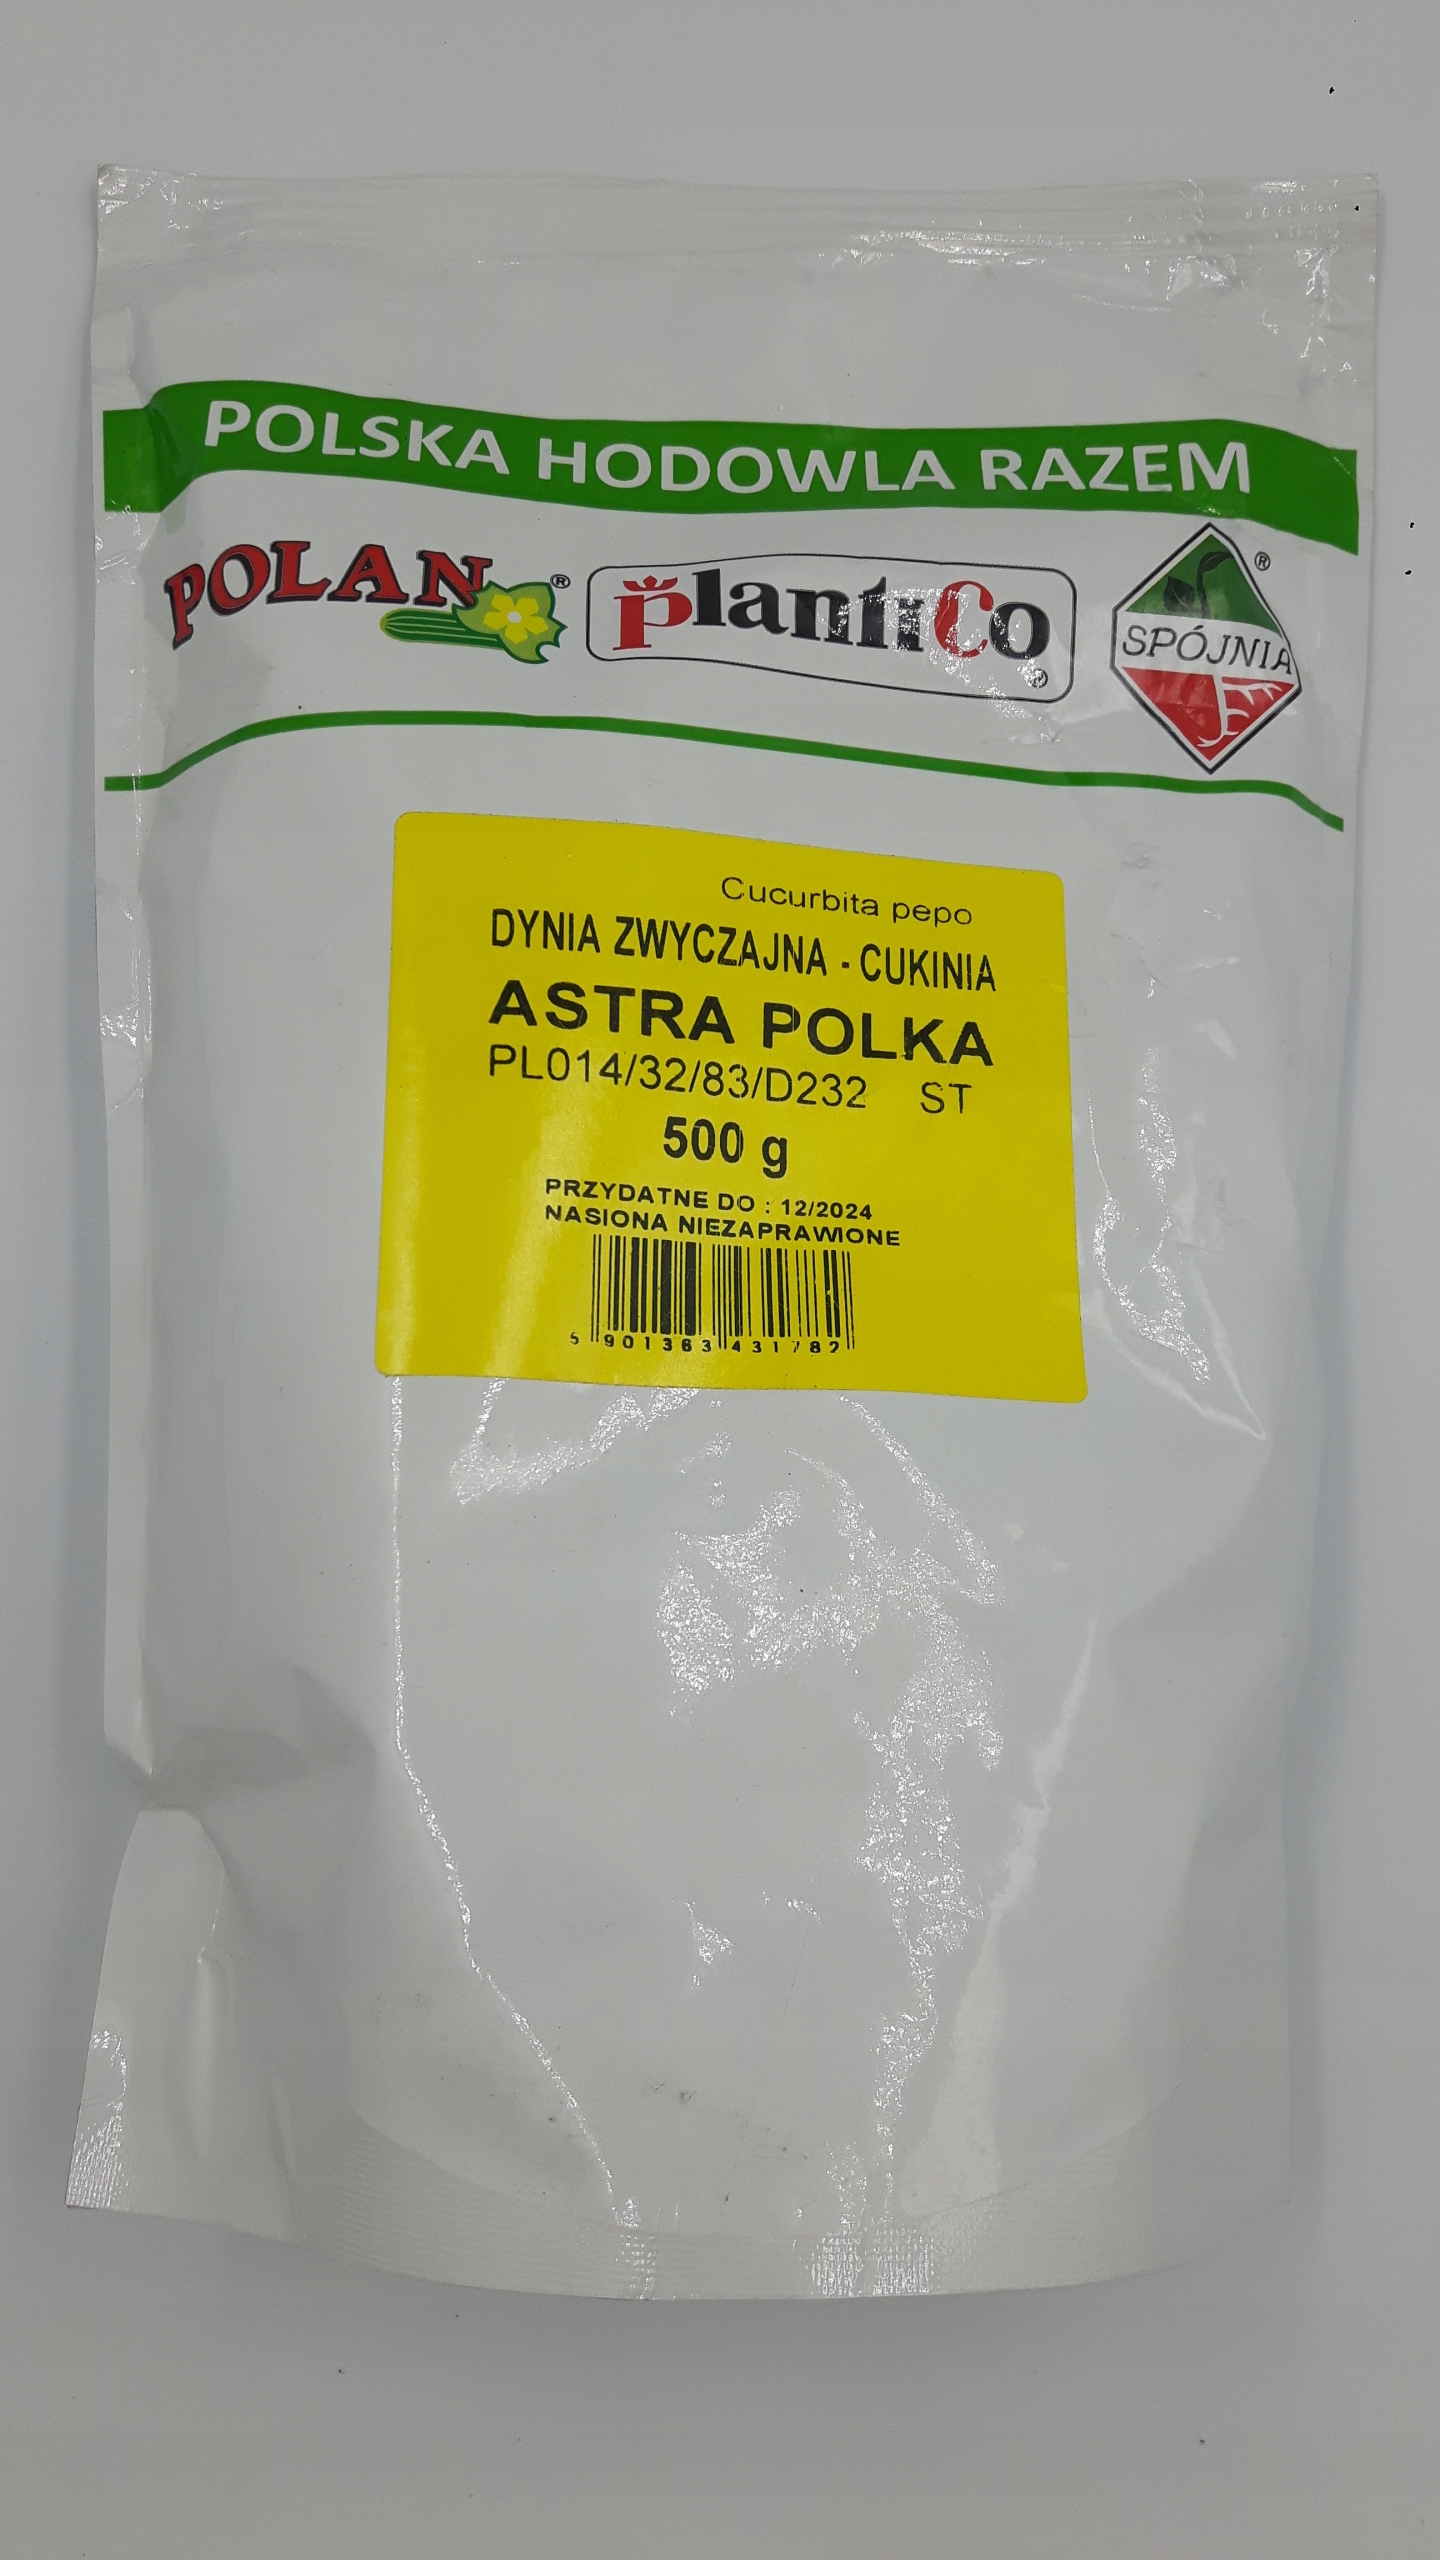 POLSKA HODOWLA RAZEM
POLAN®
PlantiCo®
SPÓJNIA®
Cucurbita pepo
DYNIA ZWYCZAJNA - CUKINIA
ASTRA POLKA
PL014/32/83/D232 ST
500 g
PRZYDATNE DO : 12/2024
NASIONA NIEZAPRAWIONE
5 901363 431782